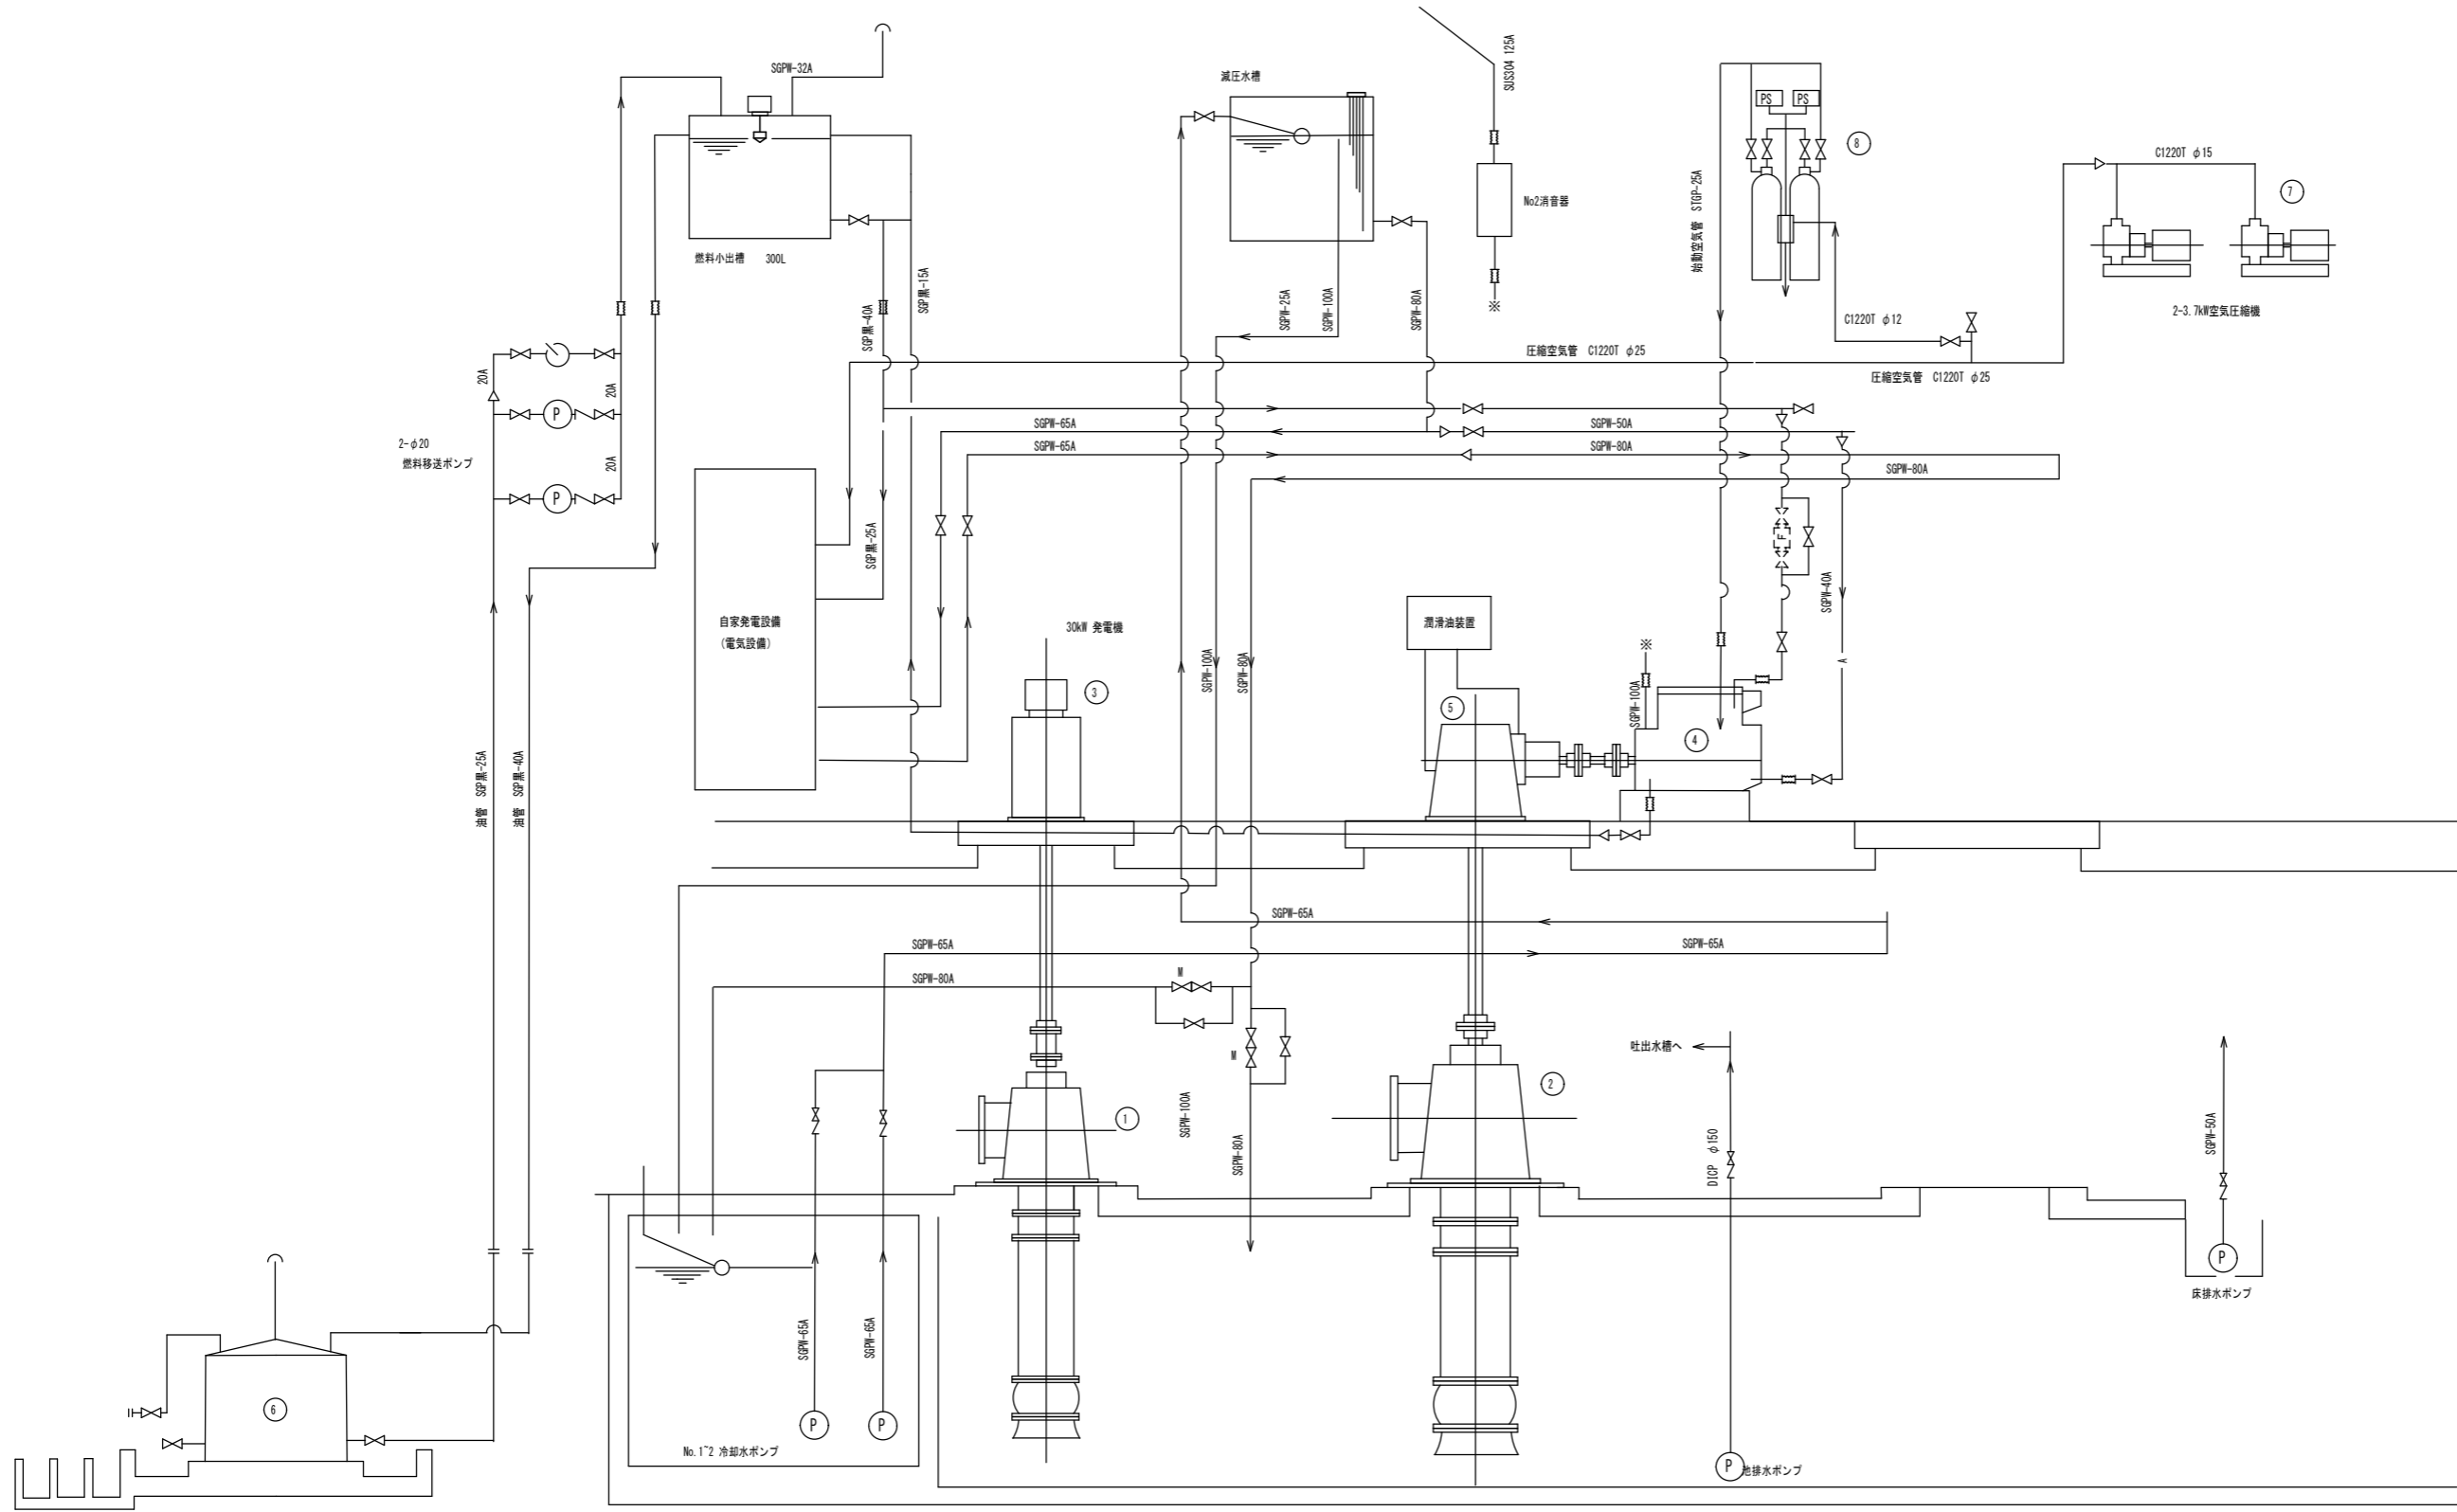 SGPW-32A
燃料小出槽 300L
SGP黒-40A
SGP黒-15A
20A
20A
20A
P
P
2-φ20
燃料移送ポンプ
減圧水槽
SGPW-25A
SGPW-100A
SGPW-80A
SUS304 125A
No2消音器
※
始動空気管 STGP-25A
PS
PS
8
C1220T φ15
7
2-3.7kW空気圧縮機
C1220T φ12
圧縮空気管 C1220T φ25
圧縮空気管 C1220T φ25
SGPW-65A
SGPW-50A
SGPW-65A
SGPW-80A
SGPW-80A
SGP黒-25A
自家発電設備
(電気設備)
30kW 発電機
3
SGPW-100A
SGPW-80A
潤滑油装置
5
※
SGPW-100A
4
F
SGPW-40A
A
油管 SGP黒-25A
油管 SGP黒-40A
SGPW-65A
SGPW-65A
SGPW-65A
SGPW-80A
M
M
SGPW-100A
SGPW-80A
1
2
吐出水槽へ
DICP φ150
SGPW-50A
P
床排水ポンプ
SGPW-65A
SGPW-65A
P
P
No.1~2 冷却水ポンプ
6
P
排水ポンプ